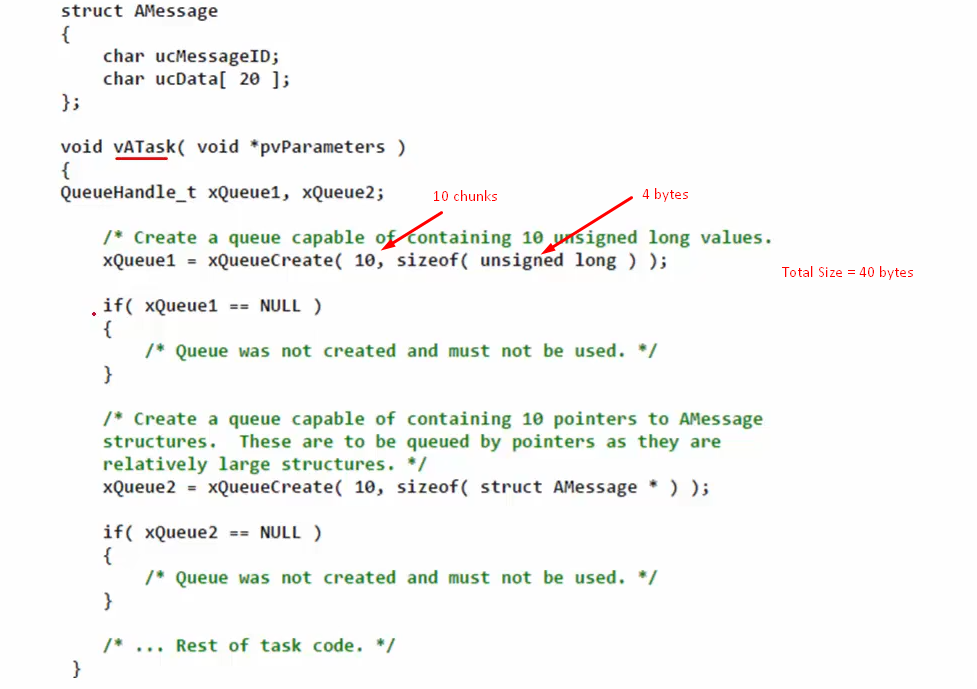 struct AMessage
{
char ucMessageID;
char ucData[ 20 ];
};
void vATask( void *pvParameters )
{
QueueHandle_t xQueue1, xQueue2;
10 chunks
4 bytes
/* Create a queue capable of containing 10 unsigned long values.
xQueue1 = xQueueCreate( 10, sizeof( unsigned long ) );
Total Size = 40 bytes
if( xQueue1 == NULL )
{
/* Queue was not created and must not be used. */
}
/* Create a queue capable of containing 10 pointers to AMessage
structures.  These are to be queued by pointers as they are
relatively large structures. */
xQueue2 = xQueueCreate( 10, sizeof( struct AMessage * ) );
if( xQueue2 == NULL )
{
/* Queue was not created and must not be used. */
}
/* ... Rest of task code. */
}